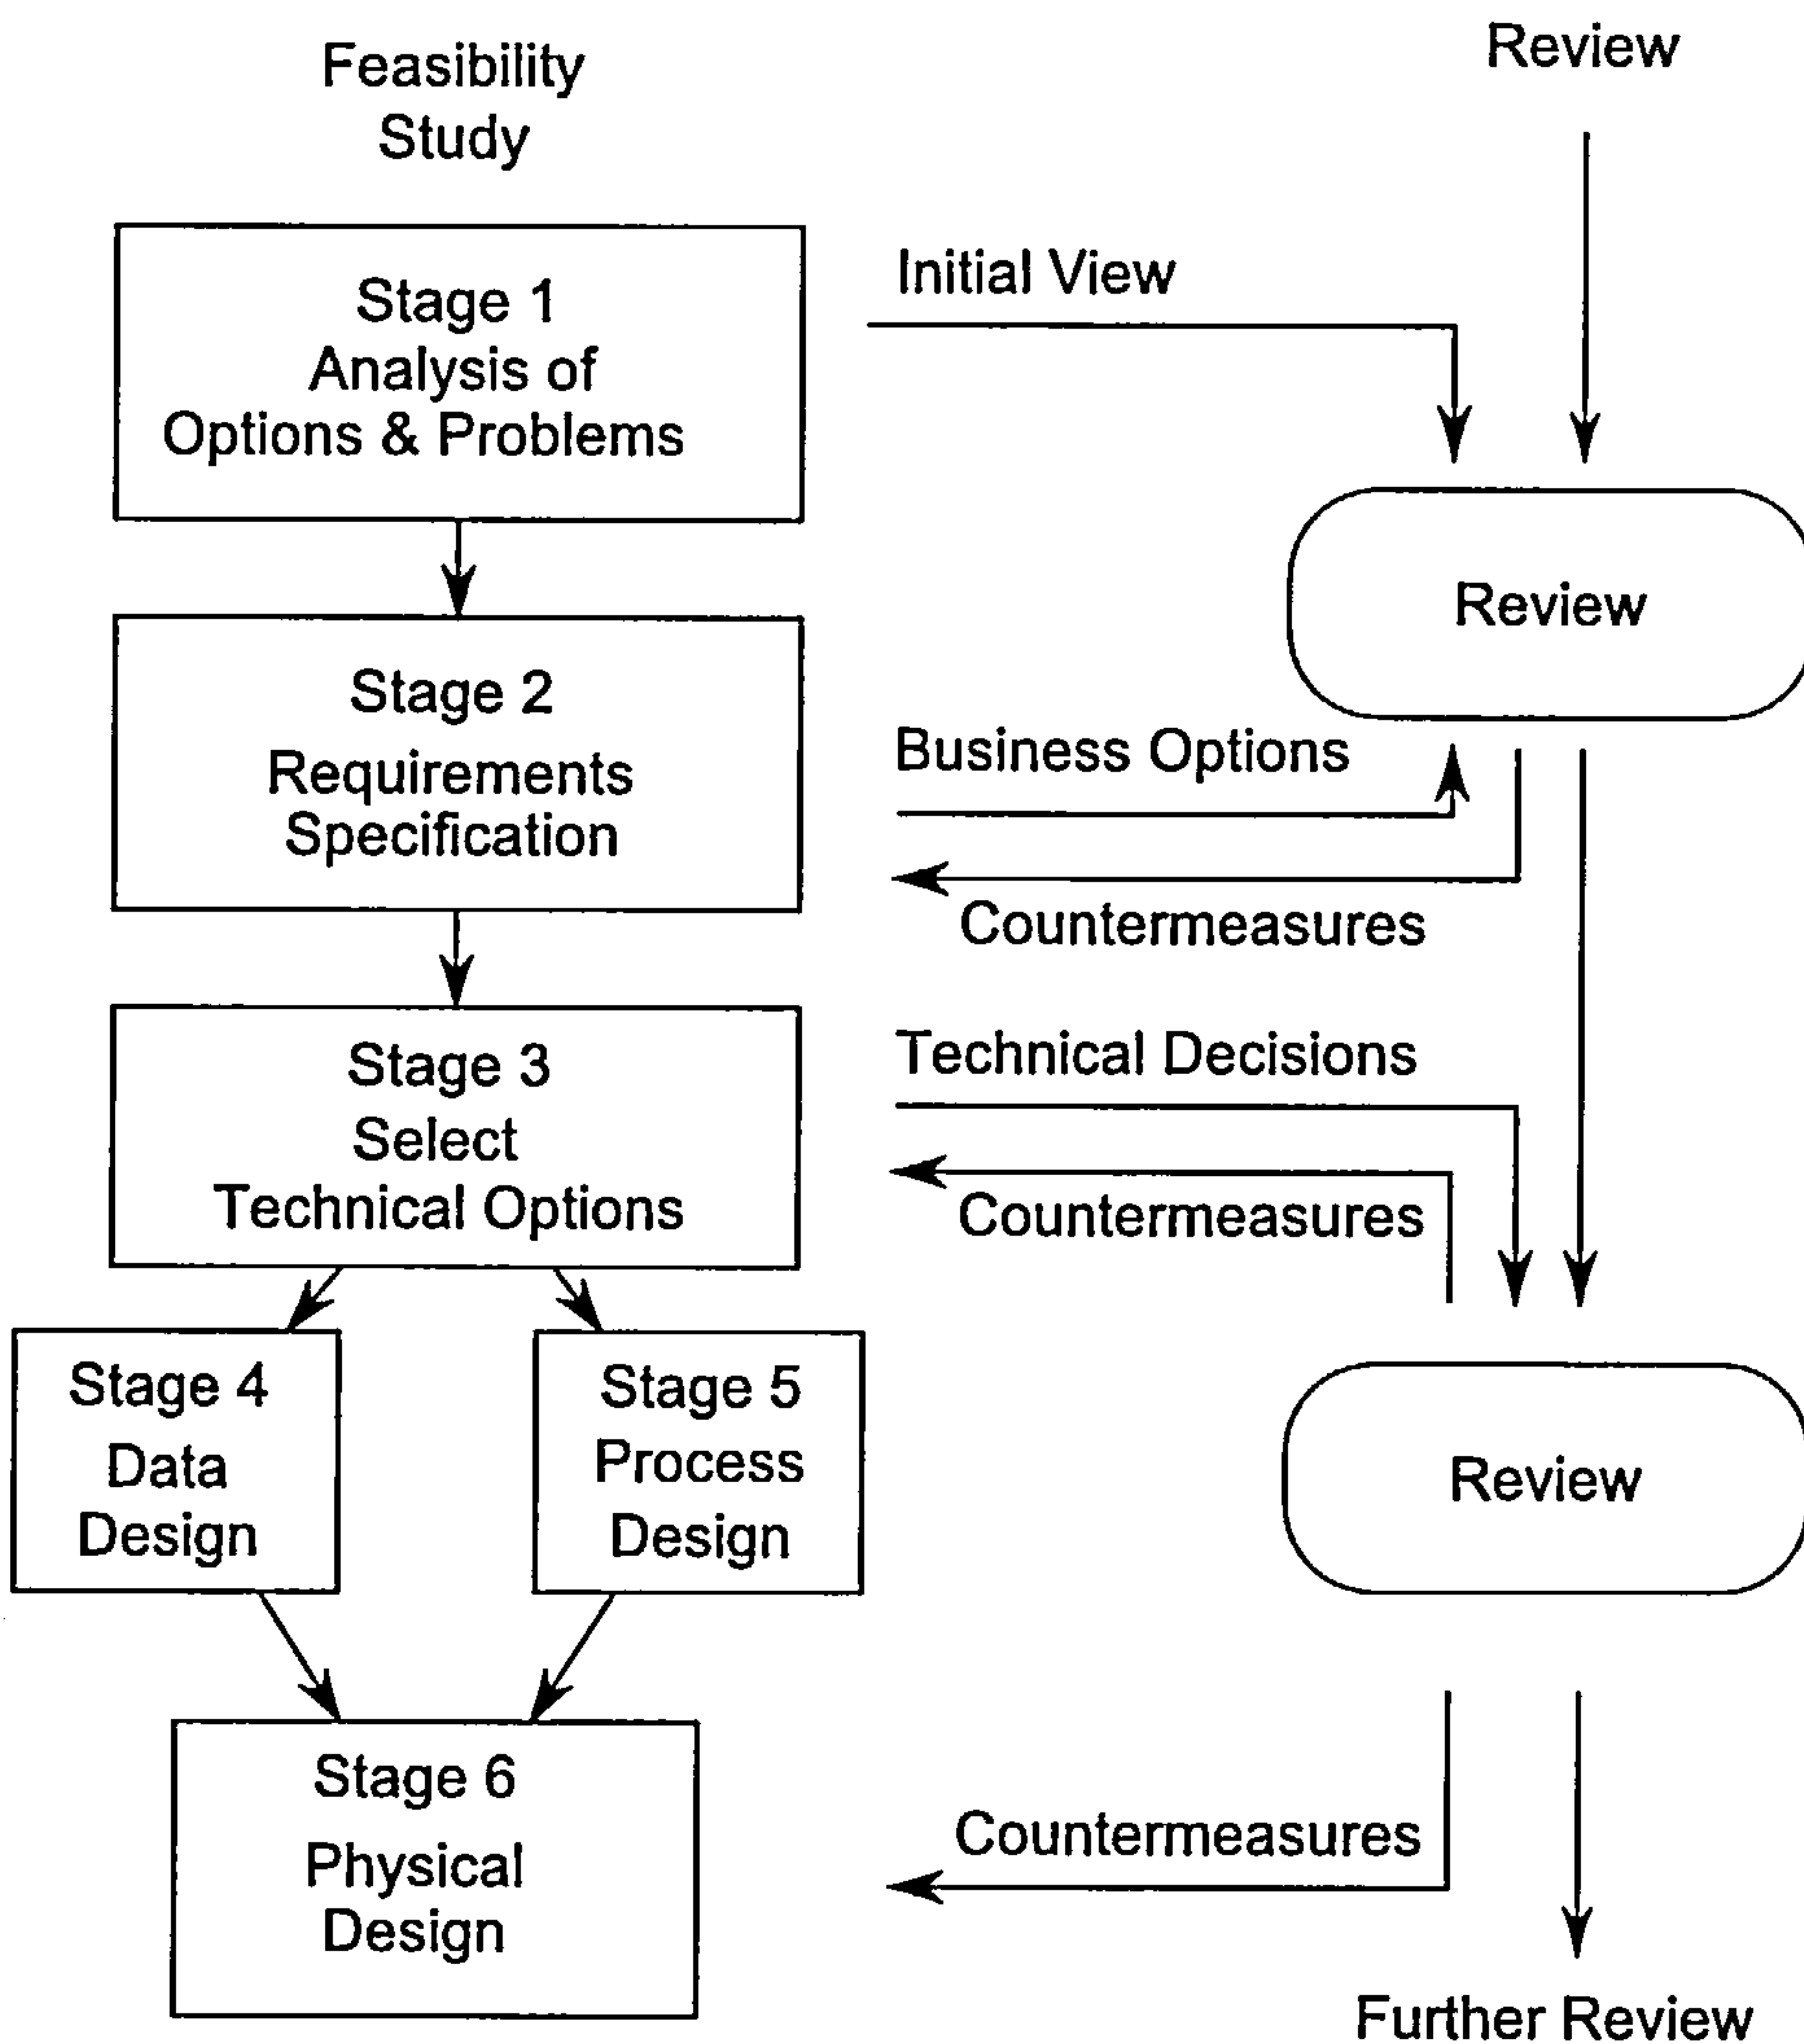 Feasibility
Study
Review
Stage 1
Analysis of
Options & Problems
Initial View
Review
Stage 2
Requirements
Specification
Business Options
Countermeasures
Stage 3
Select
Technical Options
Technical Decisions
Countermeasures
Stage 4
Data
Design
Stage 5
Process
Design
Review
Stage 6
Physical
Design
Countermeasures
Further Review